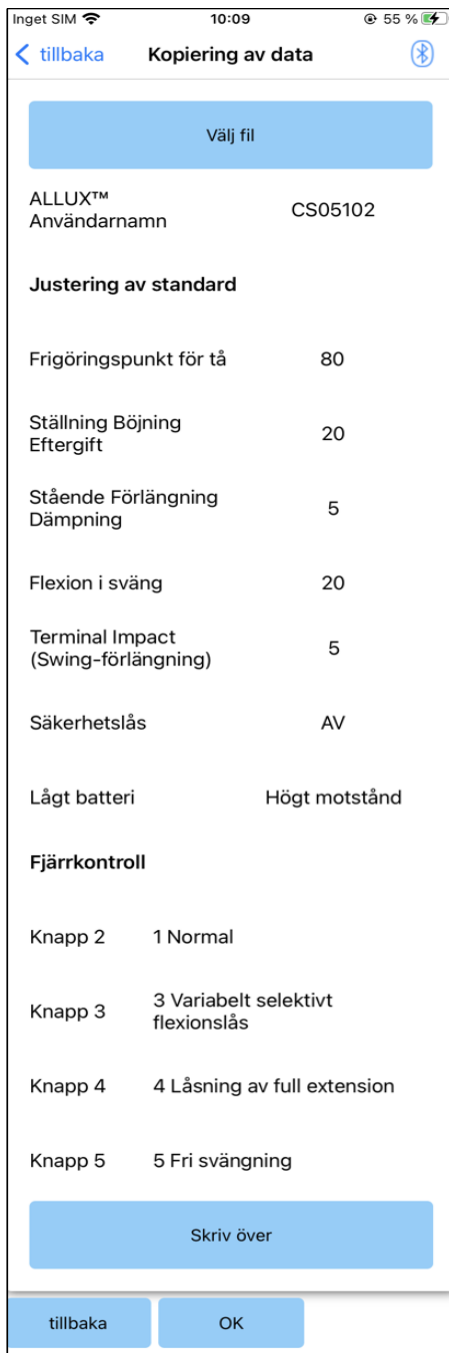 Inget SIM 10:09 55 %
tillbaka Kopiering av data
Välj fil
ALLUX™
Användarnamn
CS05102
Justering av standard
Frigöringspunkt för tå 80
Ställning Böjning
Eftergift
20
Stående Förlängning
Dämpning
5
Flexion i sväng 20
Terminal Impact
(Swing-förlängning)
5
Säkerhetslås AV
Lågt batteri Högt motstånd
Fjärrkontroll
Knapp 2 1 Normal
Knapp 3 3 Variabelt selektivt
flexionslås
Knapp 4 4 Låsning av full extension
Knapp 5 5 Fri svängning
Skriv över
tillbaka OK